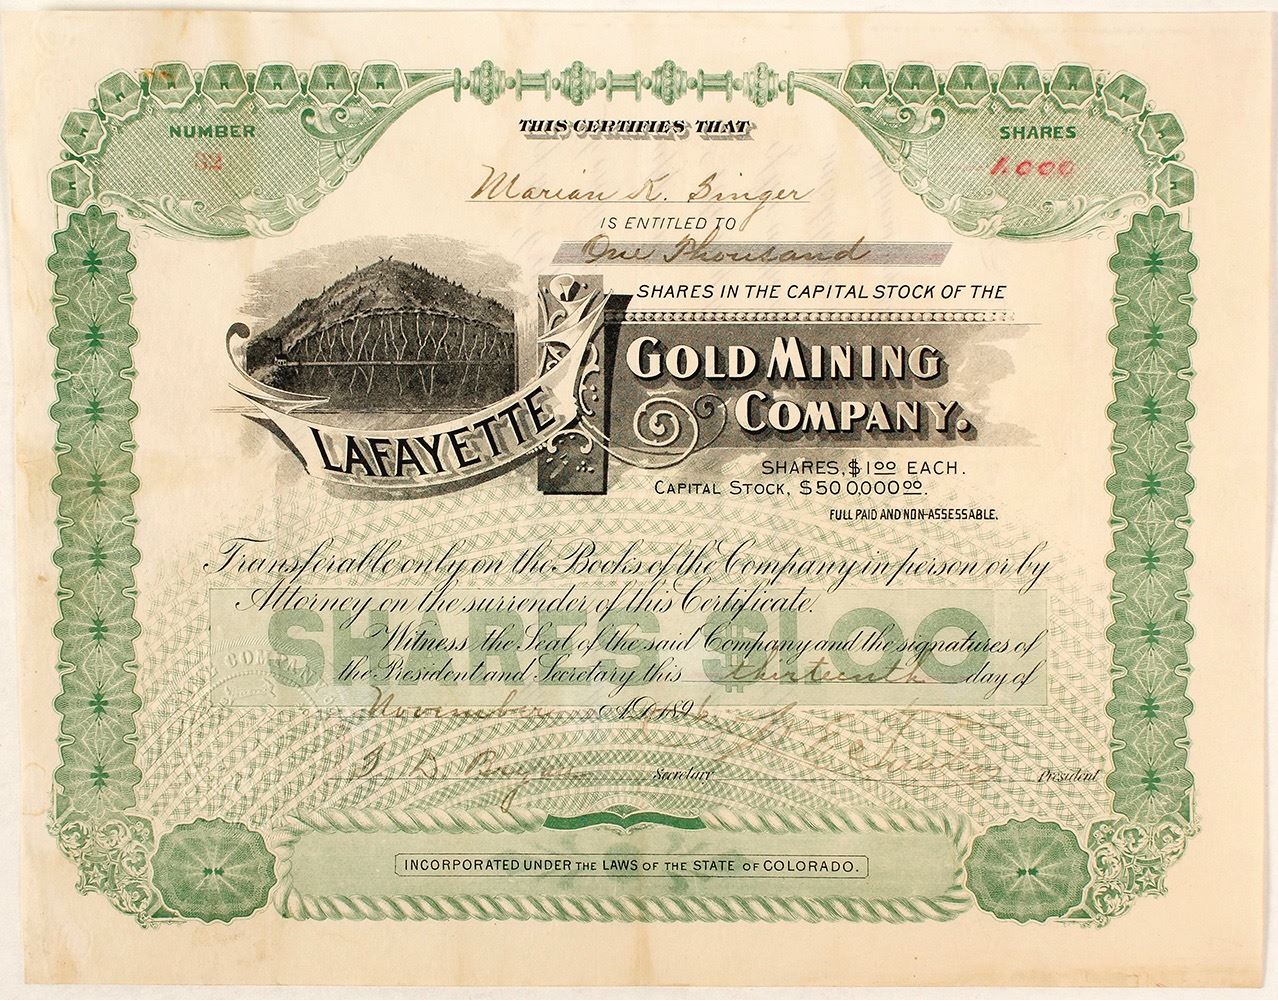 THIS CERTIFIES THAT
NUMBER
32
SHARES
1,000
Marian K. Singer
IS ENTITLED TO
One Thousand
SHARES IN THE CAPITAL STOCK OF THE
LAFAYETTE
GOLD MINING
COMPANY.
SHARES, $1 00 EACH.
CAPITAL STOCK, $500,000 00.
FULL PAID AND NON-ASSESSABLE.
Transferable only on the Books of the Company in person or by
Attorney on the surrender of this Certificate.
SHARES $1.00
Witness the Seal of the said Company and the signatures of
the President and Secretary this thirteenth day of
November A.D. 189
Secretary
President
INCORPORATED UNDER THE LAWS OF THE STATE OF COLORADO.